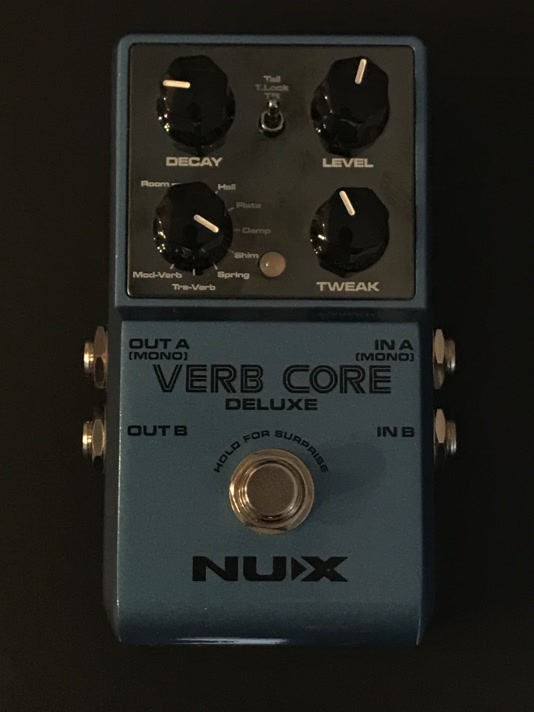 Tail
T.Lock
TS
DECAY
LEVEL
Room
Hall
Plate
Damp
Shim
Spring
Tre-Verb
Mod-Verb
TWEAK
OUT A
(MONO)
IN A
(MONO)
VERB CORE
DELUXE
OUT B
IN B
HOLD FOR SURPRISE
NUX